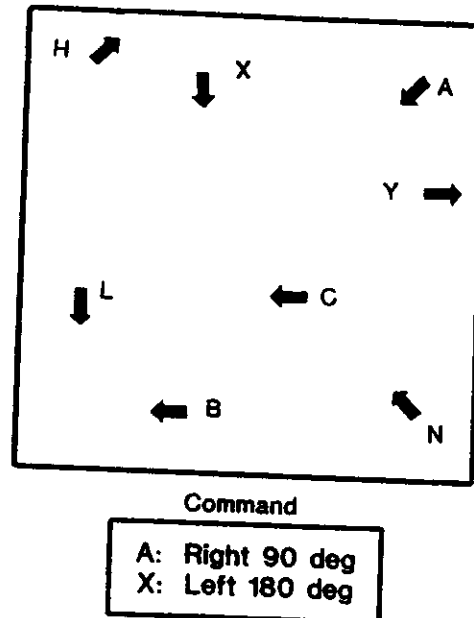 H
X
A
Y
L
C
B
N
Command
A: Right 90 deg
X: Left 180 deg